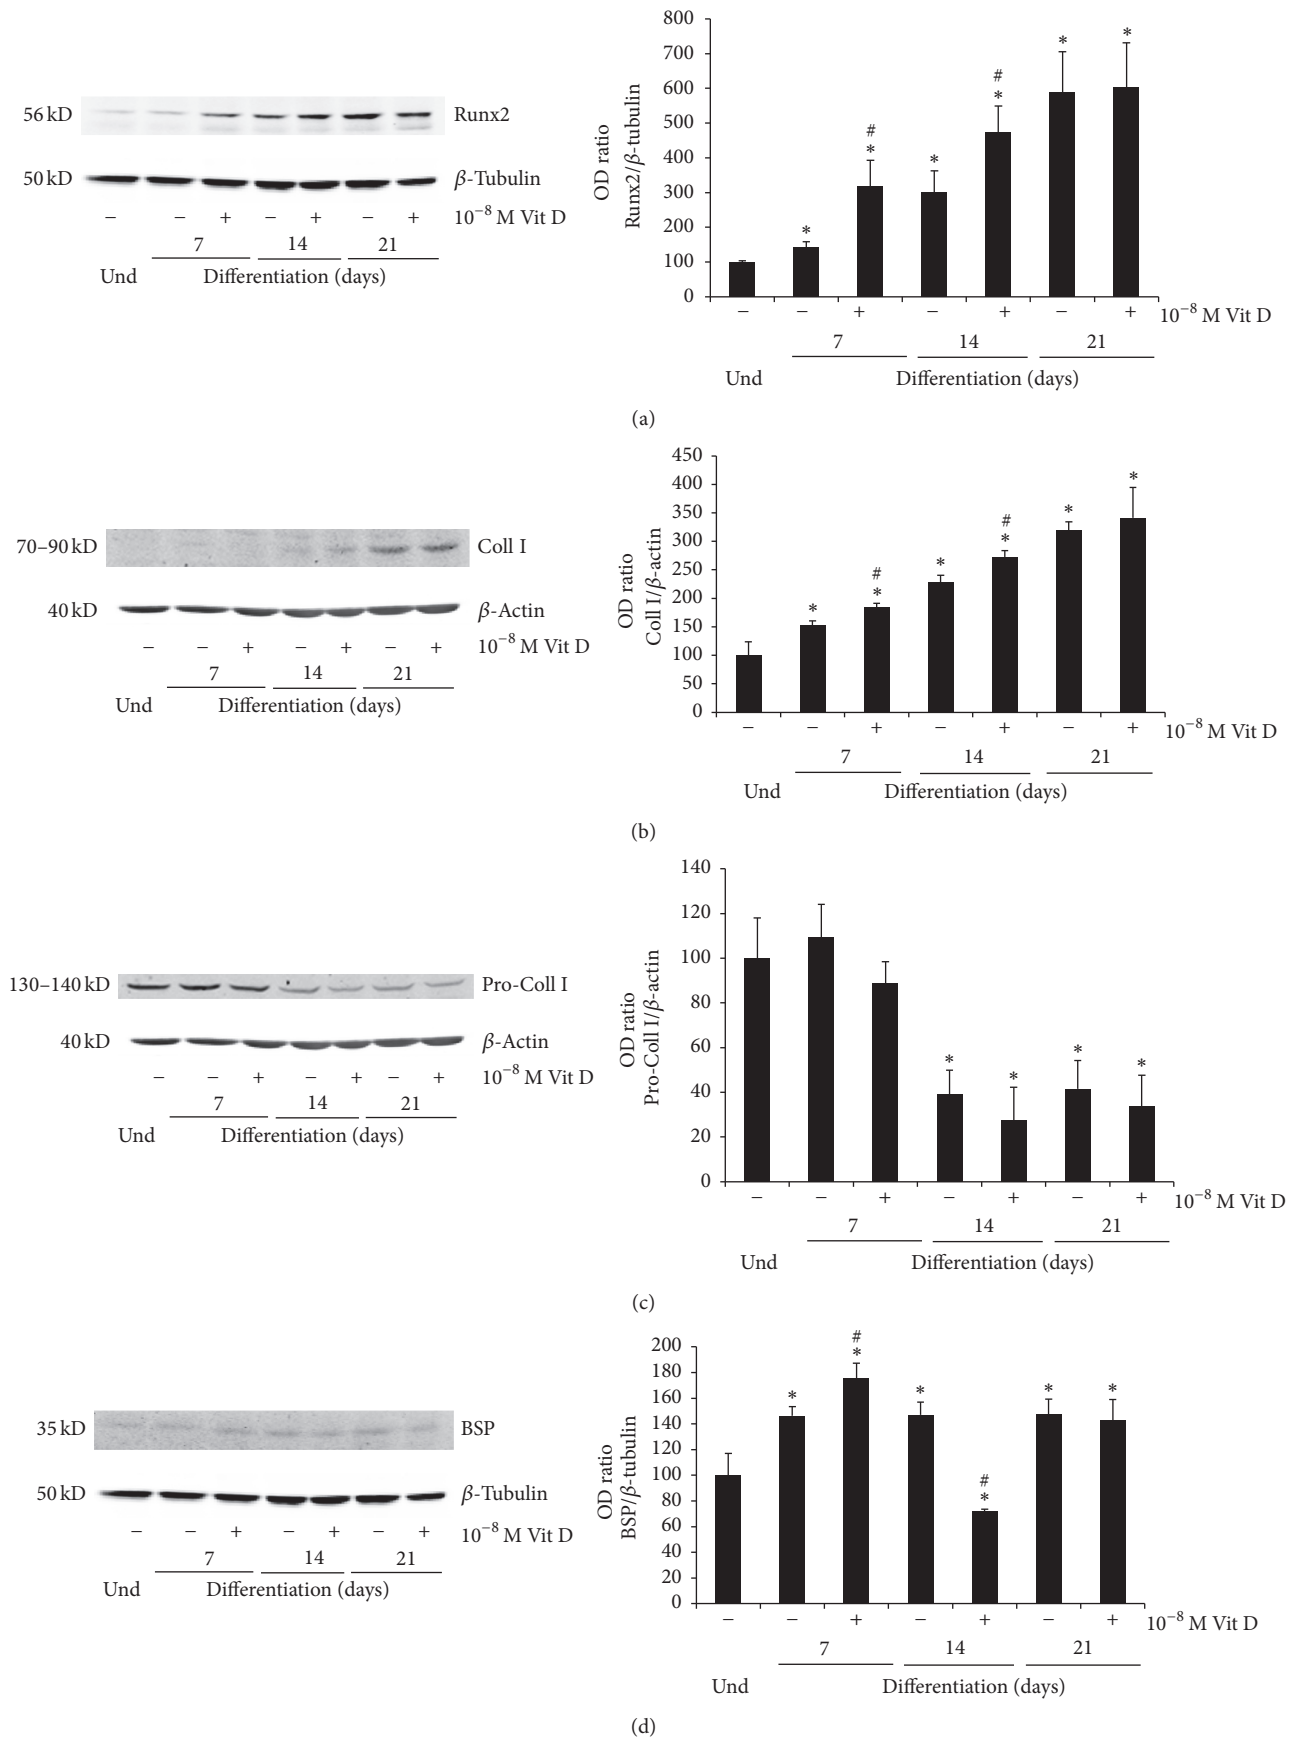 56 kD
Runx2
50 kD
β-Tubulin
− − + − + − + 10⁻⁸ M Vit D
7 14 21
Und Differentiation (days)
OD ratio
Runx2/β-tubulin
800
700
600
500
400
300
200
100
0
* # * * # * * *
− − + − + − + 10⁻⁸ M Vit D
7 14 21
Und Differentiation (days)
(a)
70–90 kD
Coll I
40 kD
β-Actin
− − + − + − + 10⁻⁸ M Vit D
7 14 21
Und Differentiation (days)
OD ratio
Coll I/β-actin
450
400
350
300
250
200
150
100
50
0
* # * * # * * *
− − + − + − + 10⁻⁸ M Vit D
7 14 21
Und Differentiation (days)
(b)
130–140 kD
Pro-Coll I
40 kD
β-Actin
− − + − + − + 10⁻⁸ M Vit D
7 14 21
Und Differentiation (days)
OD ratio
Pro-Coll I/β-actin
140
120
100
80
60
40
20
0
* * * *
− − + − + − + 10⁻⁸ M Vit D
7 14 21
Und Differentiation (days)
(c)
35 kD
BSP
50 kD
β-Tubulin
− − + − + − + 10⁻⁸ M Vit D
7 14 21
Und Differentiation (days)
OD ratio
BSP/β-tubulin
200
180
160
140
120
100
80
60
40
20
0
* # * * # * * *
− − + − + − + 10⁻⁸ M Vit D
7 14 21
Und Differentiation (days)
(d)